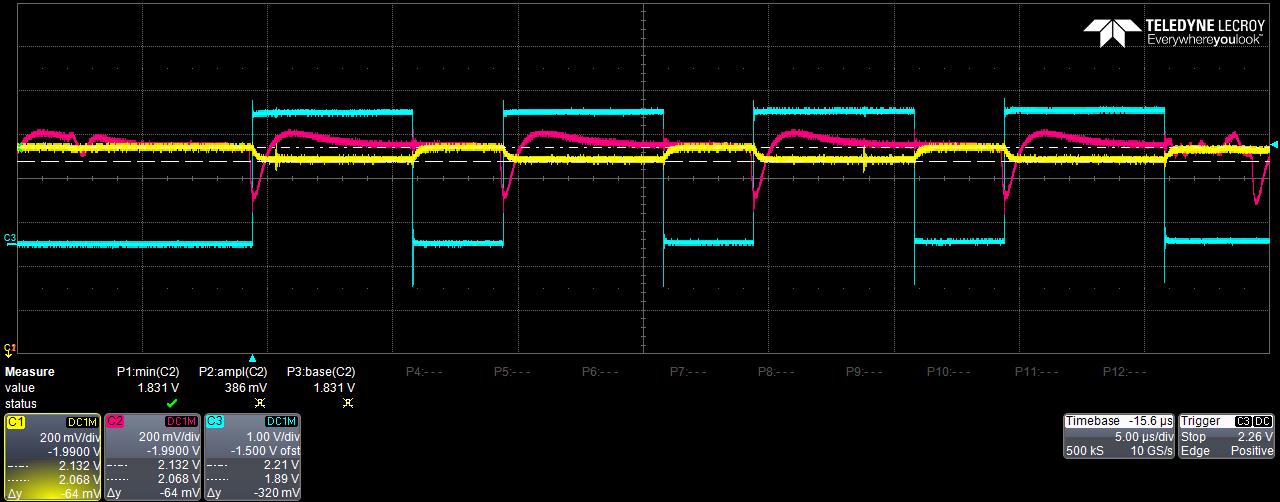 TELEDYNE LECROY
Everywhereyoulook™
C3
C1
Measure P1:min(C2) P2:ampl(C2) P3:base(C2) P4:--- P5:--- P6:--- P7:--- P8:--- P9:--- P10:--- P11:--- P12:---
value 1.831 V 386 mV 1.831 V
status
C1 DC1M
200 mV/div
-1.9900 V
2.132 V
2.068 V
Δy -64 mV
C2 DC1M
200 mV/div
-1.9900 V
2.132 V
2.068 V
Δy -64 mV
C3 DC1M
1.00 V/div
-1.500 V ofst
2.21 V
1.89 V
Δy -320 mV
Timebase -15.6 µs
5.00 µs/div
500 kS 10 GS/s
Trigger C3 DC
Stop 2.26 V
Edge Positive